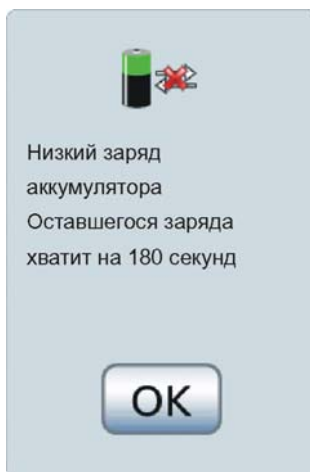 Низкий заряд
аккумулятора
Оставшегося заряда
хватит на 180 секунд
OK